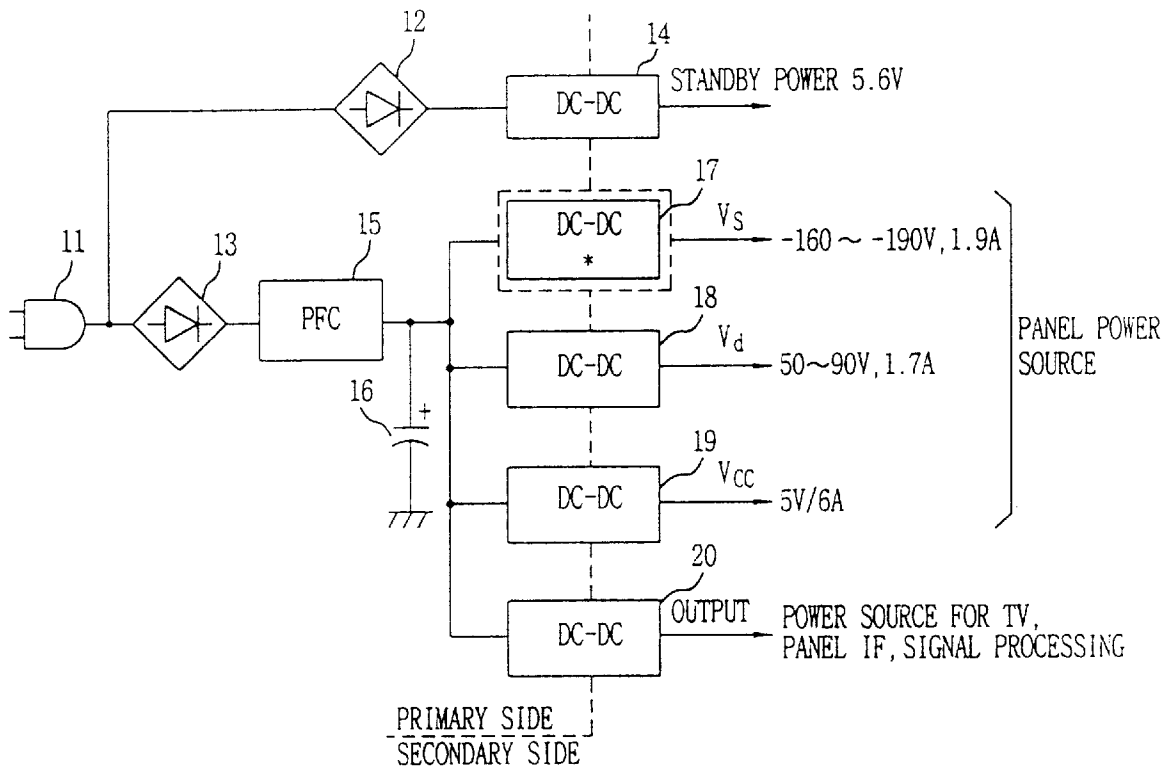 12
14
DC-DC
STANDBY POWER 5.6V
17
DC-DC
*
VS
-160～ -190V, 1.9A
11
13
15
PFC
18
DC-DC
Vd
50～90V, 1.7A
PANEL POWER
SOURCE
16
+
19
DC-DC
VCC
5V/6A
20
DC-DC
OUTPUT
POWER SOURCE FOR TV,
PANEL IF, SIGNAL PROCESSING
PRIMARY SIDE
SECONDARY SIDE